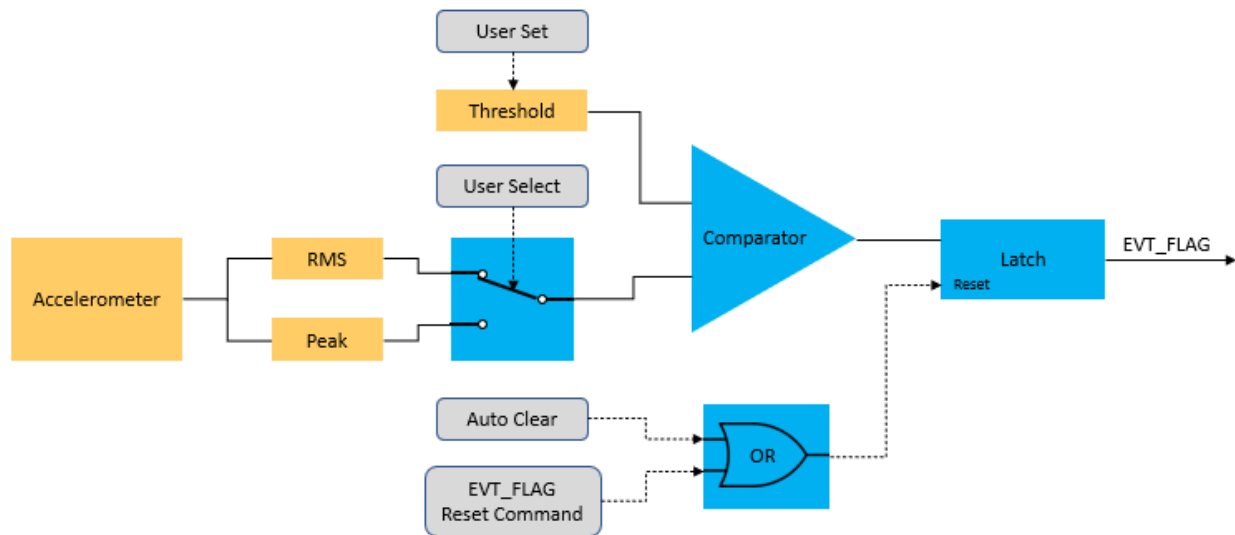 User Set
Threshold
User Select
Comparator
EVT_FLAG
Latch
Reset
RMS
Accelerometer
Peak
Auto Clear
OR
EVT_FLAG
Reset Command